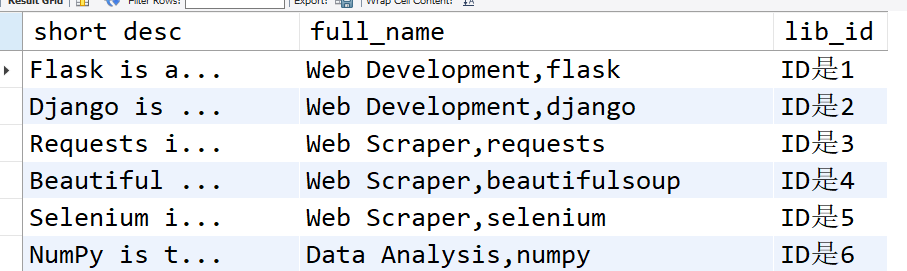 Result Grid Filter Rows: Export: Wrap Cell Content: IA
short desc full_name lib_id
Flask is a... Web Development,flask ID是1
Django is ... Web Development,django ID是2
Requests i... Web Scraper,requests ID是3
Beautiful ... Web Scraper,beautifulsoup ID是4
Selenium i... Web Scraper,selenium ID是5
NumPy is t... Data Analysis,numpy ID是6